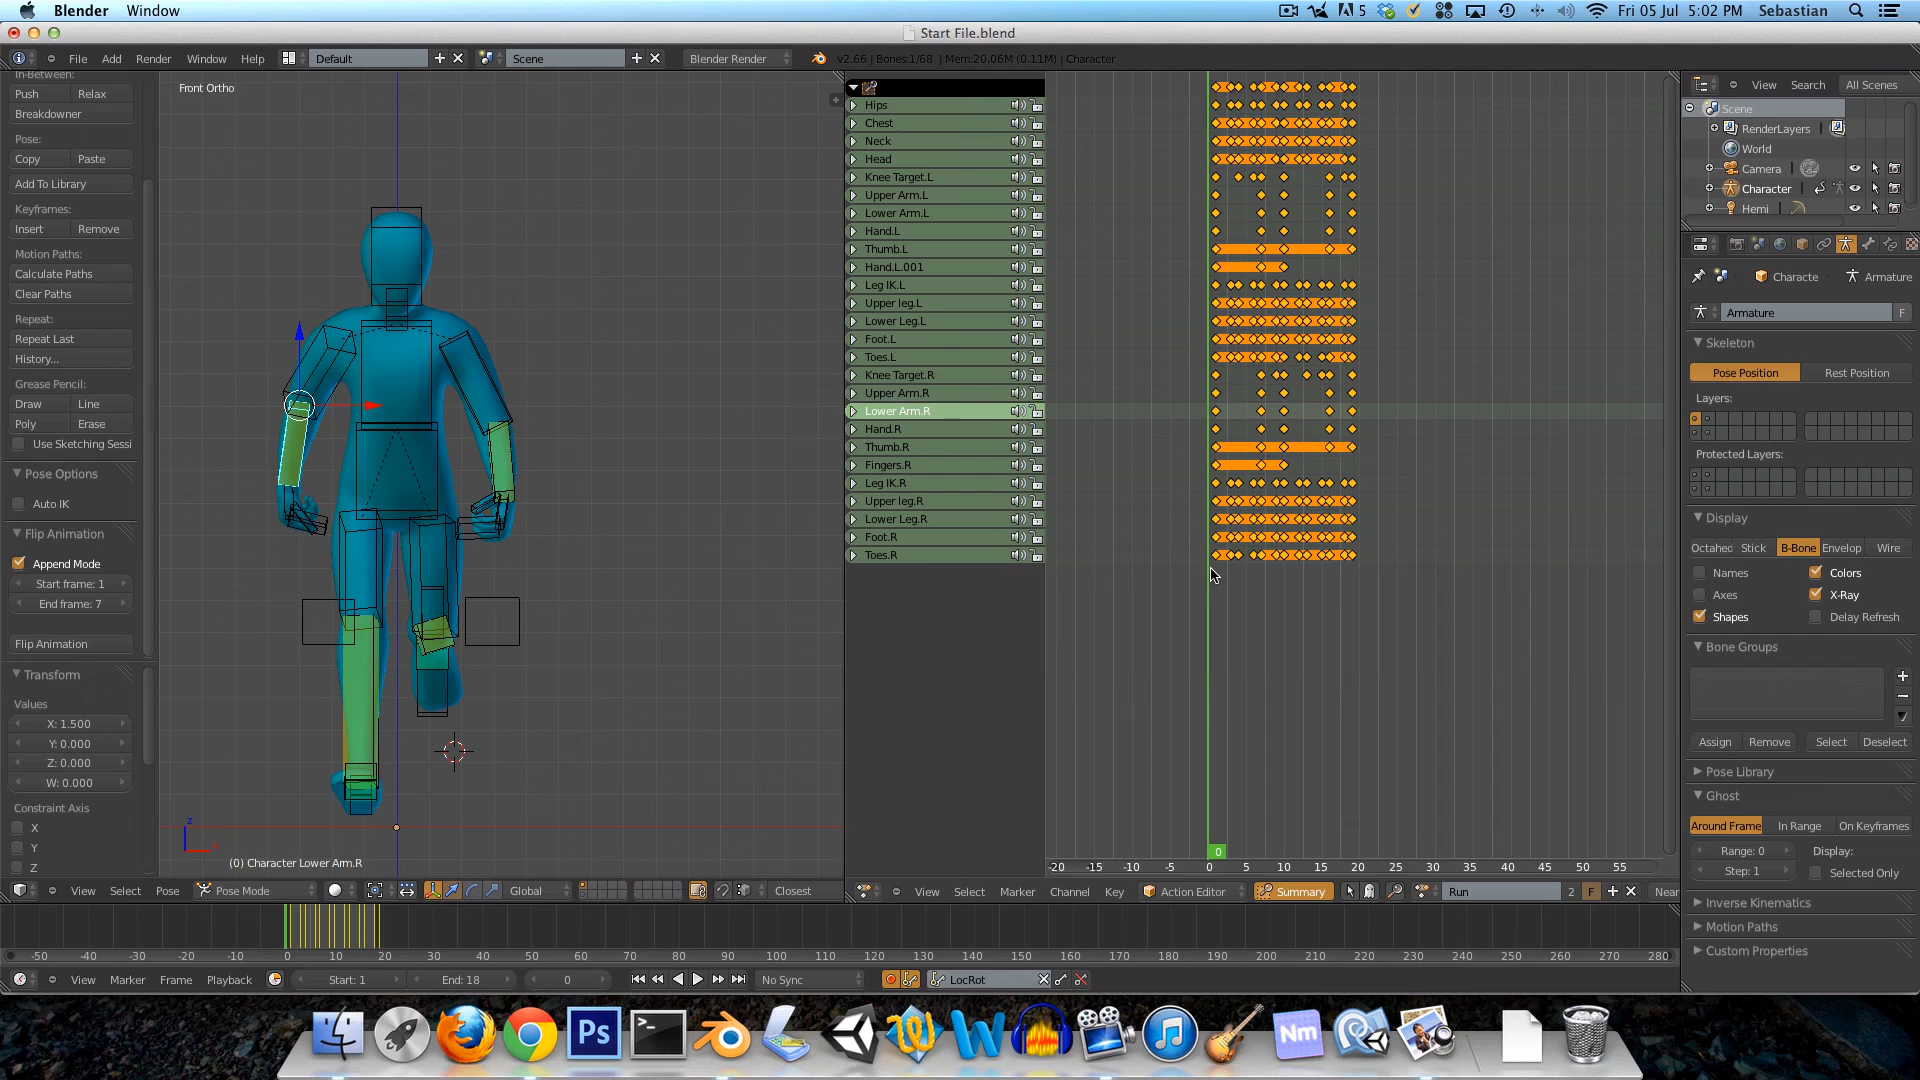 Blender Window 5 Fri 05 Jul 5:02 PM Sebastian
Start File.blend
File Add Render Window Help Default Scene Blender Render v2.66 | Bones:1/68 | Mem:20.06M (0.11M) | Character
In-Between:
Push Relax
Breakdowner
Pose:
Copy Paste
Add To Library
Keyframes:
Insert Remove
Motion Paths:
Calculate Paths
Clear Paths
Repeat:
Repeat Last
History...
Grease Pencil:
Draw Line
Poly Erase
Use Sketching Sessi
Pose Options
Auto IK
Flip Animation
Append Mode
Start frame: 1
End frame: 7
Flip Animation
Transform
Values
X: 1.500
Y: 0.000
Z: 0.000
W: 0.000
Constraint Axis
X
Y
Z
Front Ortho
z
(0) Character Lower Arm.R
View Select Pose Pose Mode Global Closest
Hips
Chest
Neck
Head
Knee Target.L
Upper Arm.L
Lower Arm.L
Hand.L
Thumb.L
Hand.L.001
Leg IK.L
Upper leg.L
Lower Leg.L
Foot.L
Toes.L
Knee Target.R
Upper Arm.R
Lower Arm.R
Hand.R
Thumb.R
Fingers.R
Leg IK.R
Upper leg.R
Lower Leg.R
Foot.R
Toes.R
0
-20 -15 -10 -5 0 5 10 15 20 25 30 35 40 45 50 55
View Select Marker Channel Key Action Editor Summary Run 2 F Near
View Search All Scenes
Scene
RenderLayers
World
Camera
Character
Hemi
Characte Armature
Armature F
Skeleton
Pose Position Rest Position
Layers:
Protected Layers:
Display
Octahed Stick B-Bone Envelop Wire
Names Colors
Axes X-Ray
Shapes Delay Refresh
Bone Groups
Assign Remove Select Deselect
Pose Library
Ghost
Around Frame In Range On Keyframes
Range: 0 Display:
Step: 1 Selected Only
Inverse Kinematics
Motion Paths
Custom Properties
-50 -40 -30 -20 -10 0 10 20 30 40 50 60 70 80 90 100 110 120 130 140 150 160 170 180 190 200 210 220 230 240 250 260 270 280
View Marker Frame Playback Start: 1 End: 18 0 No Sync LocRot
Ps W Nm